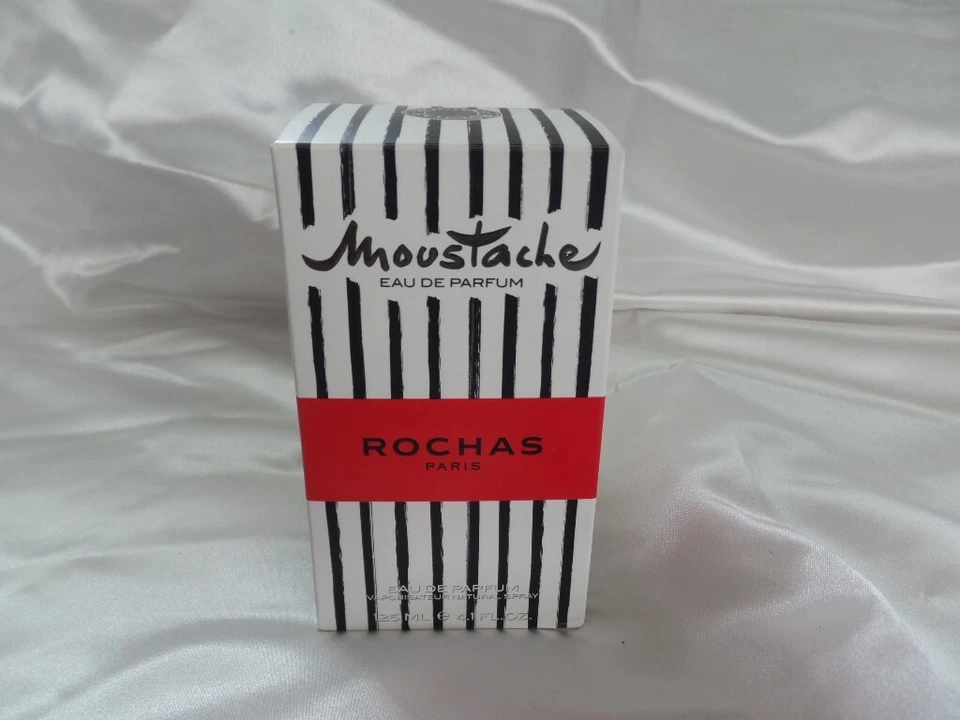 Moustache
EAU DE PARFUM
ROCHAS
PARIS
EAU DE PARFUM
VAPORISATEUR NATURAL SPRAY
125 ML e 4.1 FL.OZ.